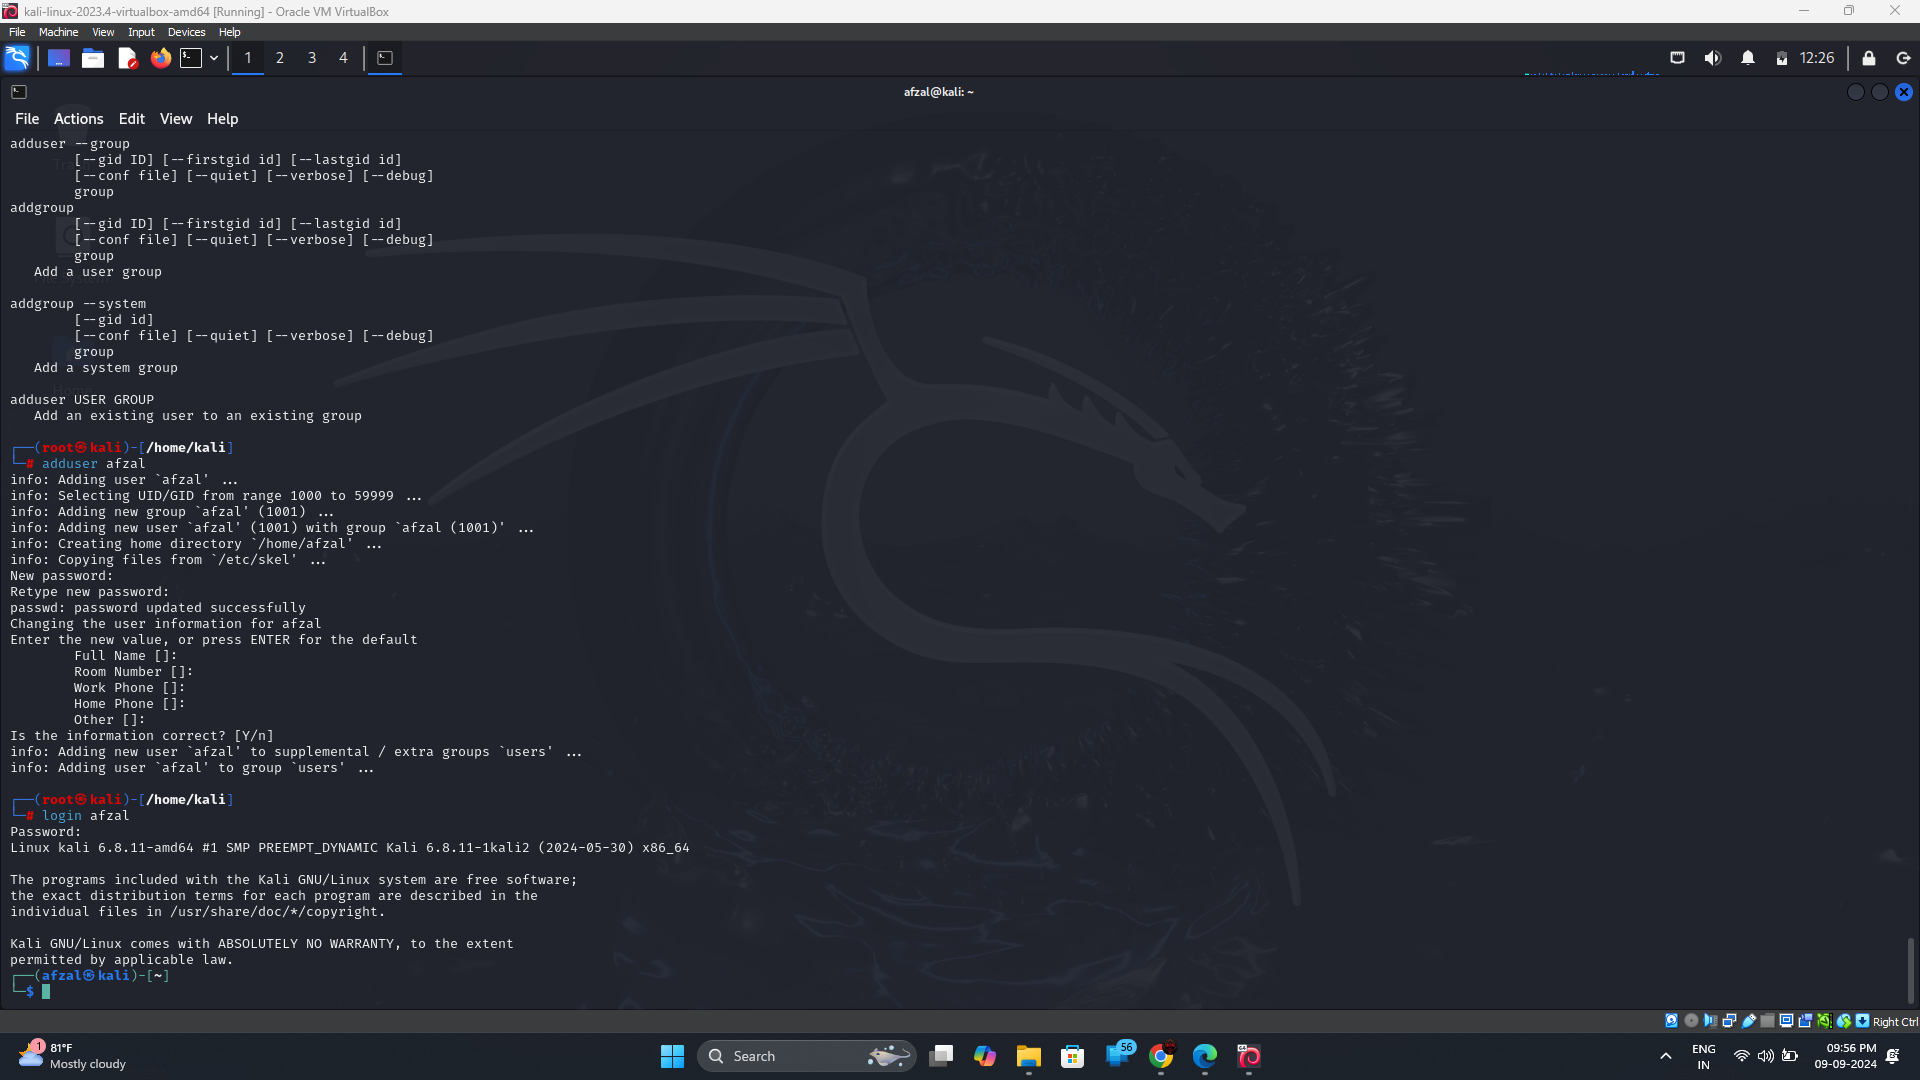 kali-linux-2023.4-virtualbox-amd64 [Running] - Oracle VM VirtualBox
File Machine View Input Devices Help
1 2 3 4 12:26
afzal@kali: ~
File Actions Edit View Help
adduser --group
[--gid ID] [--firstgid id] [--lastgid id]
[--conf file] [--quiet] [--verbose] [--debug]
group
addgroup
[--gid ID] [--firstgid id] [--lastgid id]
[--conf file] [--quiet] [--verbose] [--debug]
group
Add a user group
addgroup --system
[--gid id]
[--conf file] [--quiet] [--verbose] [--debug]
group
Add a system group
Home
adduser USER GROUP
Add an existing user to an existing group
┌──(root㉿kali)-[/home/kali]
└─# adduser afzal
info: Adding user `afzal' ...
info: Selecting UID/GID from range 1000 to 59999 ...
info: Adding new group `afzal' (1001) ...
info: Adding new user `afzal' (1001) with group `afzal (1001)' ...
info: Creating home directory `/home/afzal' ...
info: Copying files from `/etc/skel' ...
New password:
Retype new password:
passwd: password updated successfully
Changing the user information for afzal
Enter the new value, or press ENTER for the default
Full Name []:
Room Number []:
Work Phone []:
Home Phone []:
Other []:
Is the information correct? [Y/n]
info: Adding new user `afzal' to supplemental / extra groups `users' ...
info: Adding user `afzal' to group `users' ...
┌──(root㉿kali)-[/home/kali]
└─# login afzal
Password:
Linux kali 6.8.11-amd64 #1 SMP PREEMPT_DYNAMIC Kali 6.8.11-1kali2 (2024-05-30) x86_64
The programs included with the Kali GNU/Linux system are free software;
the exact distribution terms for each program are described in the
individual files in /usr/share/doc/*/copyright.
Kali GNU/Linux comes with ABSOLUTELY NO WARRANTY, to the extent
permitted by applicable law.
┌──(afzal㉿kali)-[~]
└─$
Right Ctrl
1 81°F
Mostly cloudy
Search
56
ENG
IN
09:56 PM
09-09-2024